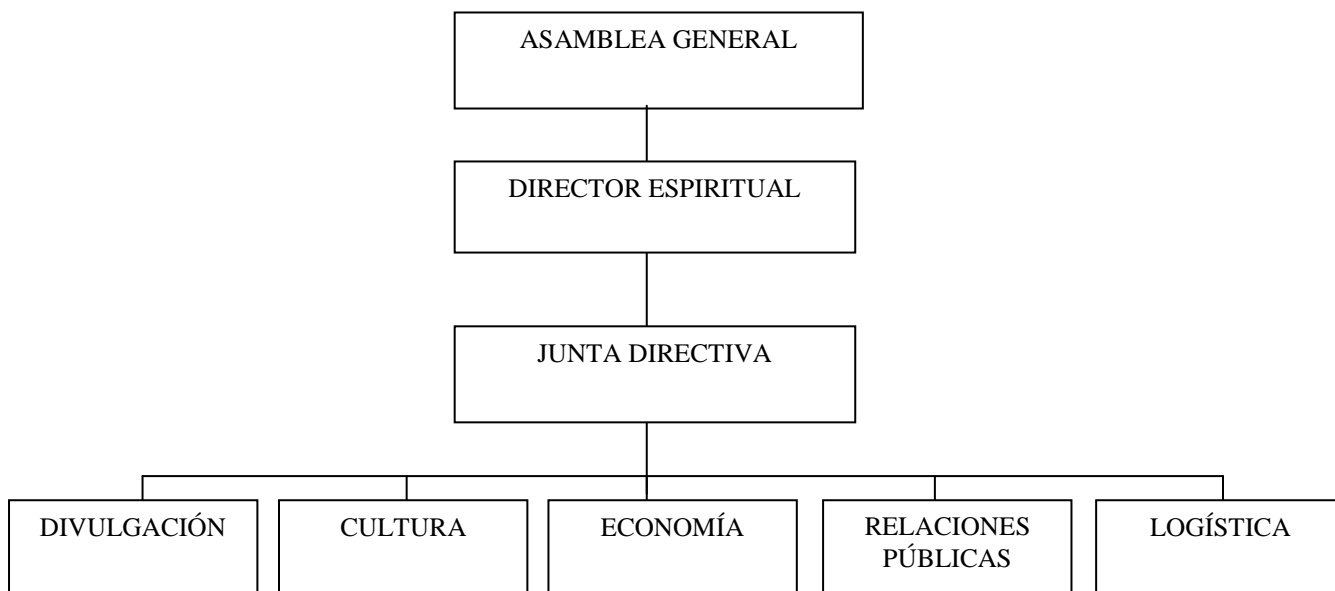 ASAMBLEA GENERAL
DIRECTOR ESPIRITUAL
JUNTA DIRECTIVA
DIVULGACIÓN
CULTURA
ECONOMÍA
RELACIONES
PÚBLICAS
LOGÍSTICA